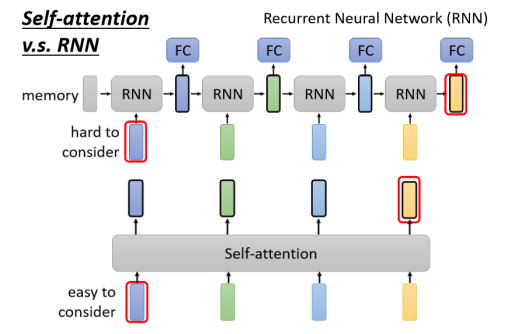 Self-attention
v.s. RNN
Recurrent Neural Network (RNN)
FC
FC
FC
FC
memory
RNN
RNN
RNN
RNN
hard to
consider
Self-attention
easy to
consider